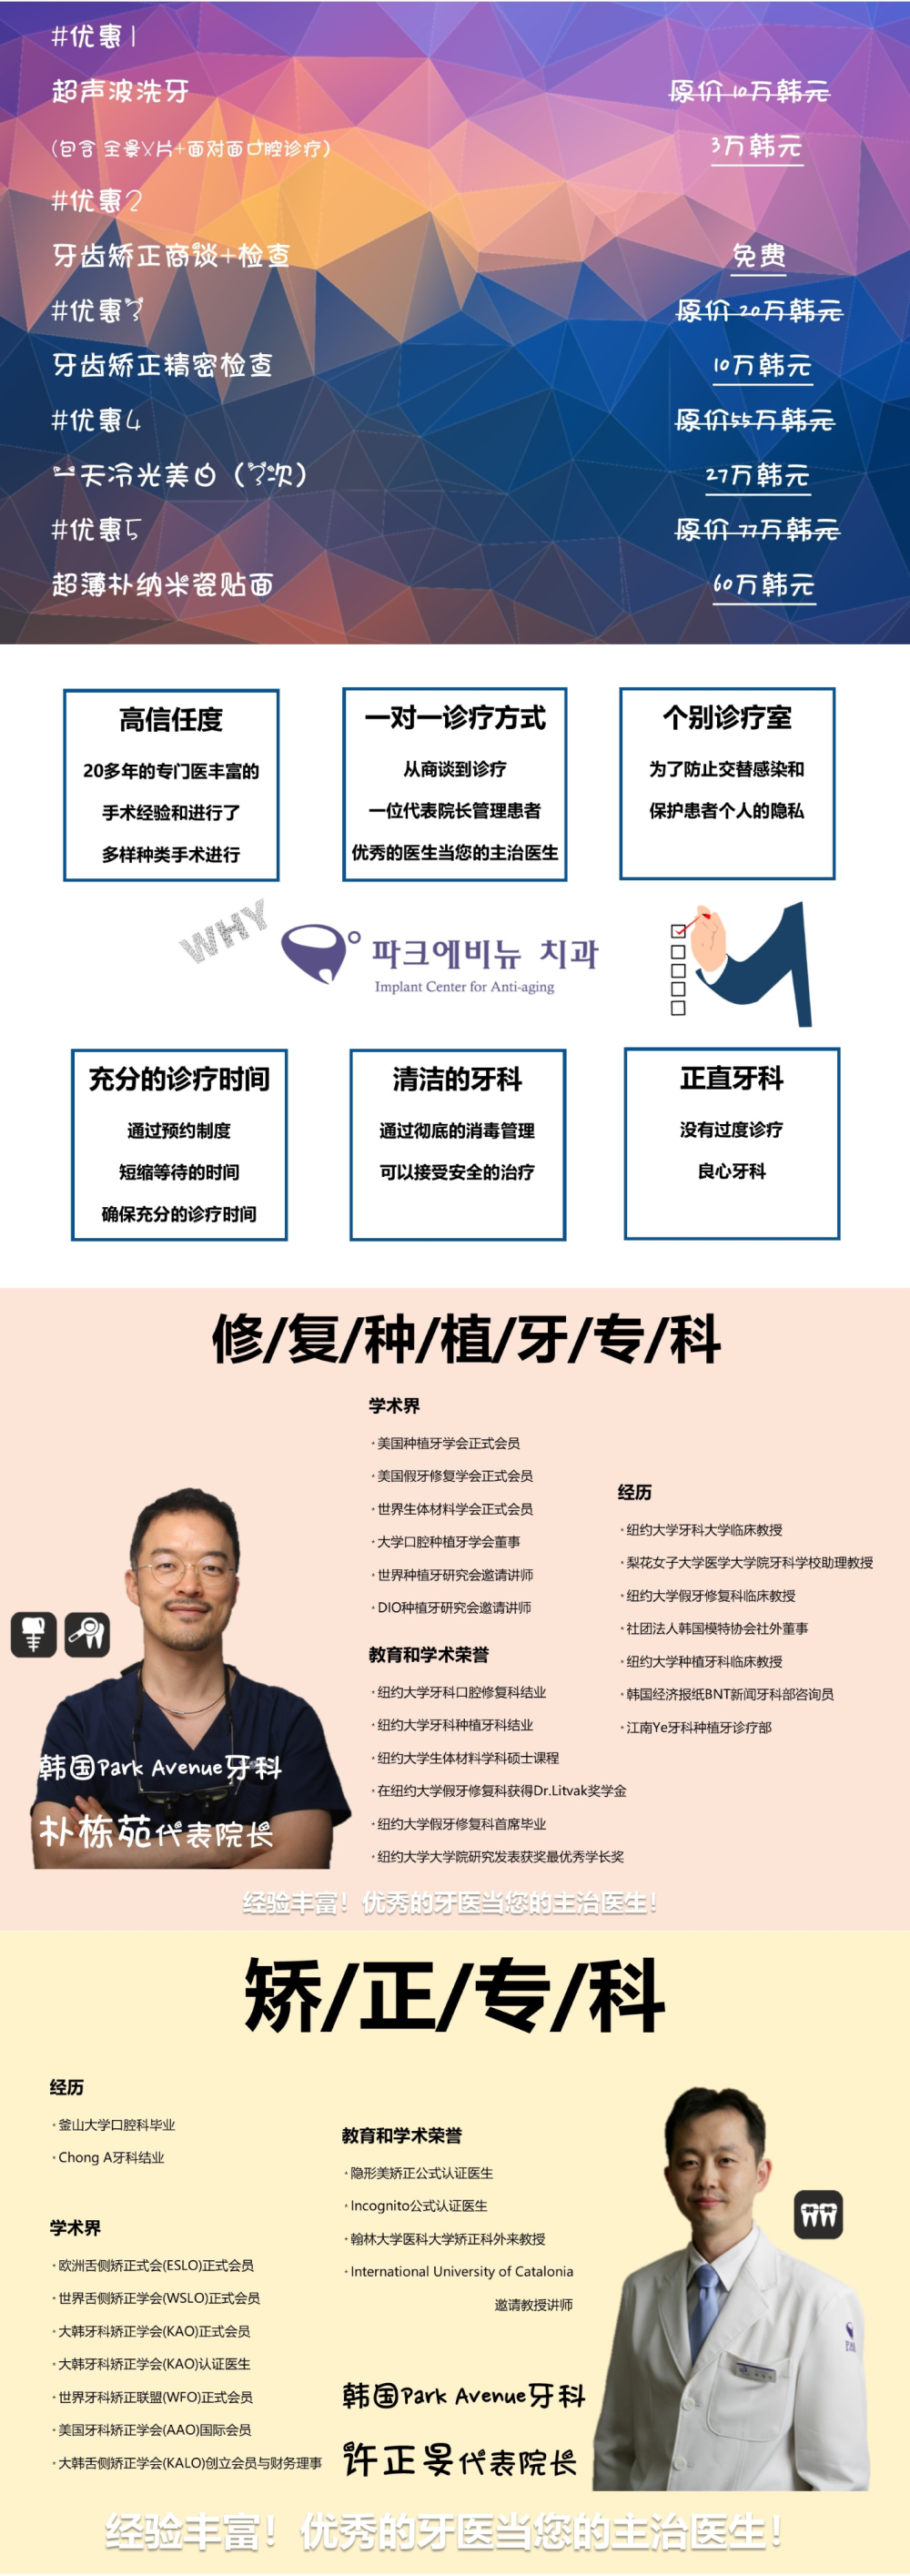 #优惠1
超声波洗牙
原价 10万韩元
(包含 全景X片+面对面口腔诊疗)
3万韩元
#优惠2
牙齿矫正商谈+检查
免费
#优惠3
原价 20万韩元
牙齿矫正精密检查
10万韩元
#优惠4
原价55万韩元
一天冷光美白（3次）
27万韩元
#优惠5
原价 77万韩元
超薄朴纳米瓷贴面
60万韩元
高信任度
20多年的专门医丰富的
手术经验和进行了
多样种类手术进行
一对一诊疗方式
从商谈到诊疗
一位代表院长管理患者
优秀的医生当您的主治医生
个别诊疗室
为了防止交替感染和
保护患者个人的隐私
WHY
파크에비뉴 치과
Implant Center for Anti-aging
充分的诊疗时间
通过预约制度
短缩等待的时间
确保充分的诊疗时间
清洁的牙科
通过彻底的消毒管理
可以接受安全的治疗
正直牙科
没有过度诊疗
良心牙科
修/复/种/植/牙/专/科
学术界
·美国种植牙学会正式会员
·美国假牙修复学会正式会员
·世界生体材料学会正式会员
·大学口腔种植牙学会董事
·世界种植牙研究会邀请讲师
·DIO种植牙研究会邀请讲师
教育和学术荣誉
·纽约大学牙科口腔修复科结业
·纽约大学牙科种植牙科结业
·纽约大学生体材料学科硕士课程
·在纽约大学假牙修复科获得Dr.Litvak奖学金
·纽约大学假牙修复科首席毕业
·纽约大学大学院研究发表获奖最优秀学长奖
经历
·纽约大学牙科大学临床教授
·梨花女子大学医学大学院牙科学校助理教授
·纽约大学假牙修复科临床教授
·社团法人韩国模特协会社外董事
·纽约大学种植牙科临床教授
·韩国经济报纸BNT新闻牙科部咨询员
·江南Ye牙科种植牙诊疗部
韩国Park Avenue牙科
朴栋苑代表院长
经验丰富！优秀的牙医当您的主治医生！
矫/正/专/科
经历
·釜山大学口腔科毕业
·Chong A牙科结业
学术界
·欧洲舌侧矫正式会(ESLO)正式会员
·世界舌侧矫正学会(WSLO)正式会员
·大韩牙科矫正学会(KAO)正式会员
·大韩牙科矫正学会(KAO)认证医生
·世界牙科矫正联盟(WFO)正式会员
·美国牙科矫正学会(AAO)国际会员
·大韩舌侧矫正学会(KALO)创立会员与财务理事
教育和学术荣誉
·隐形美矫正公式认证医生
·Incognito公式认证医生
·翰林大学医科大学矫正科外来教授
·International University of Catalonia
邀请教授讲师
韩国Park Avenue牙科
许正旻代表院长
经验丰富！优秀的牙医当您的主治医生！